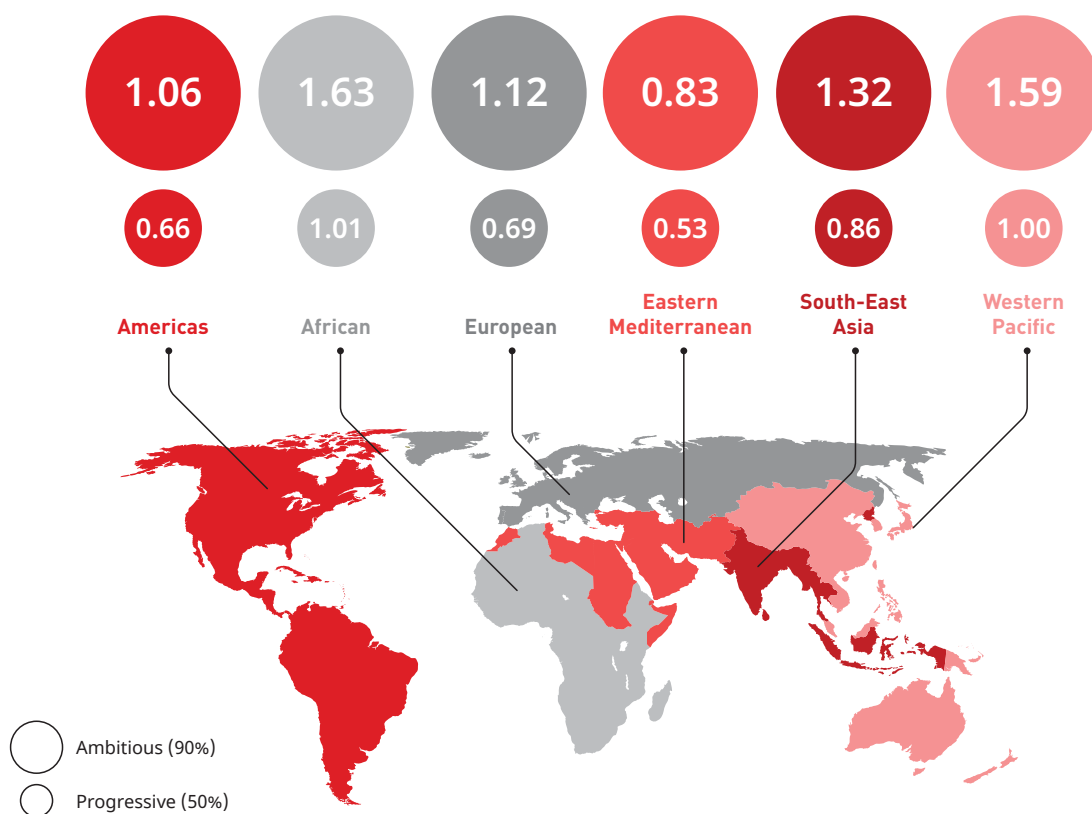 1.06
1.63
1.12
0.83
1.32
1.59
0.66
1.01
0.69
0.53
0.86
1.00
Americas
African
European
Eastern
Mediterranean
South-East
Asia
Western
Pacific
Ambitious (90%)
Progressive (50%)